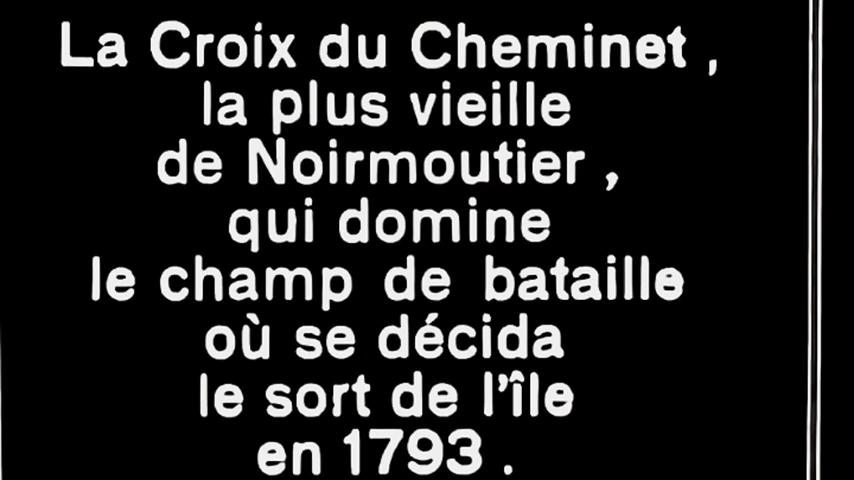 La Croix du Cheminet ,
la plus vieille
de Noirmoutier ,
qui domine
le champ de bataille
où se décida
le sort de l'île
en 1793 .